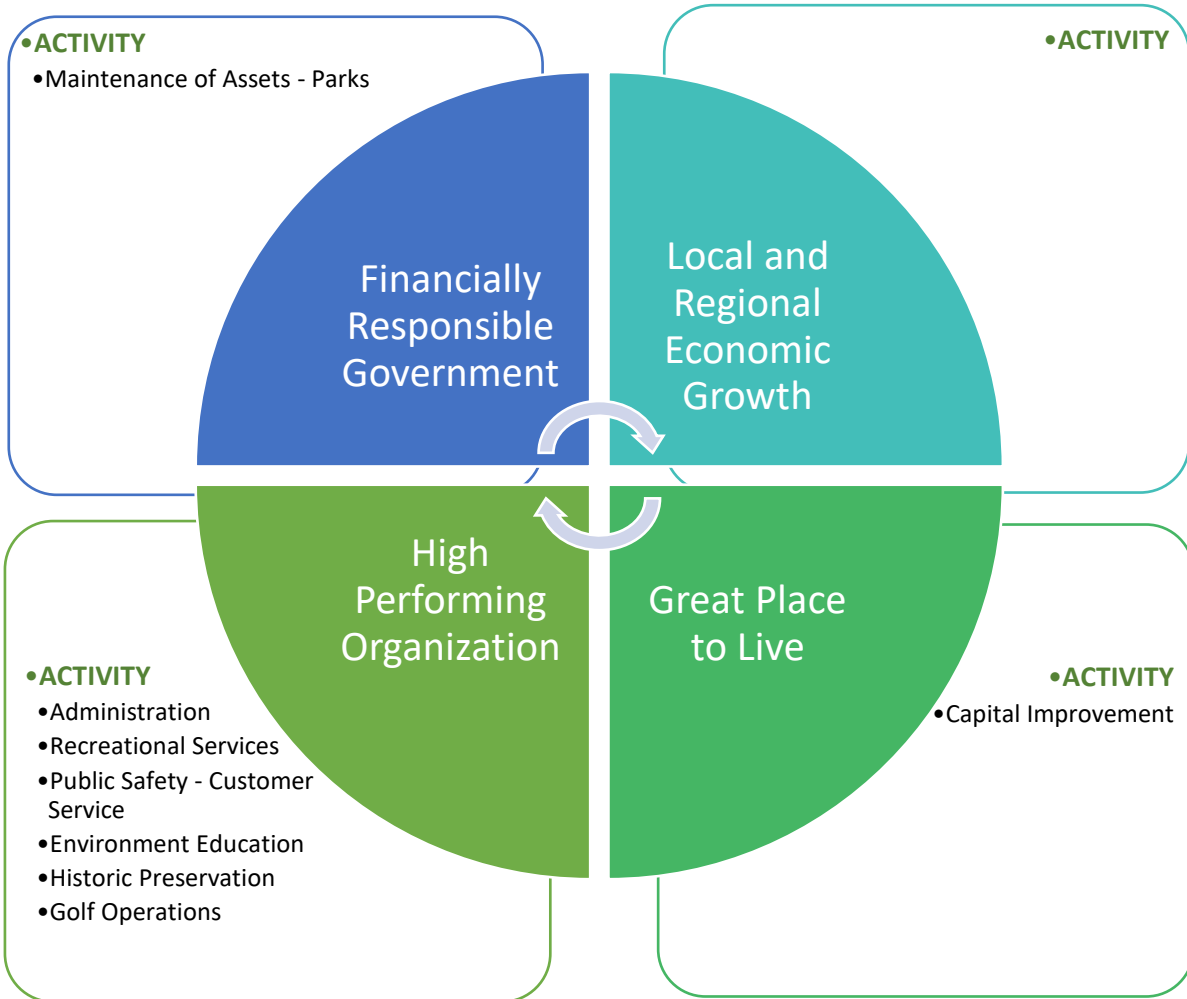 •ACTIVITY
•Maintenance of Assets - Parks
•ACTIVITY
Financially
Responsible
Government
Local and
Regional
Economic
Growth
High
Performing
Organization
Great Place
to Live
•ACTIVITY
•Administration
•Recreational Services
•Public Safety - Customer
Service
•Environment Education
•Historic Preservation
•Golf Operations
•ACTIVITY
•Capital Improvement